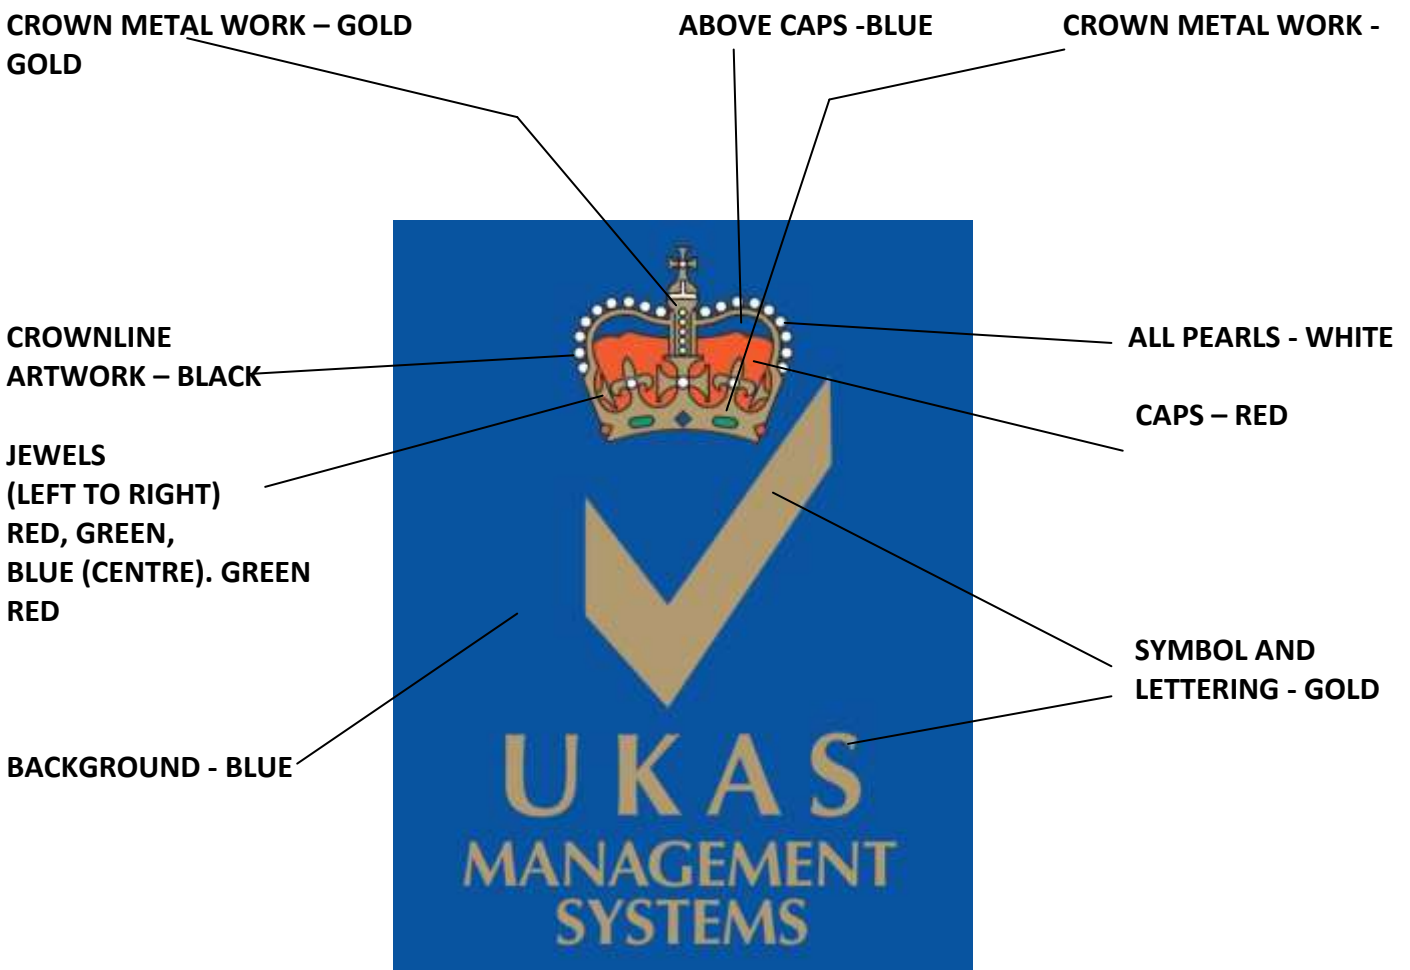 CROWN METAL WORK – GOLD ABOVE CAPS -BLUE CROWN METAL WORK -
GOLD
CROWNLINE
ARTWORK – BLACK
ALL PEARLS - WHITE
CAPS – RED
JEWELS
(LEFT TO RIGHT)
RED, GREEN,
BLUE (CENTRE). GREEN
RED
SYMBOL AND
LETTERING - GOLD
BACKGROUND - BLUE
UKAS
MANAGEMENT
SYSTEMS